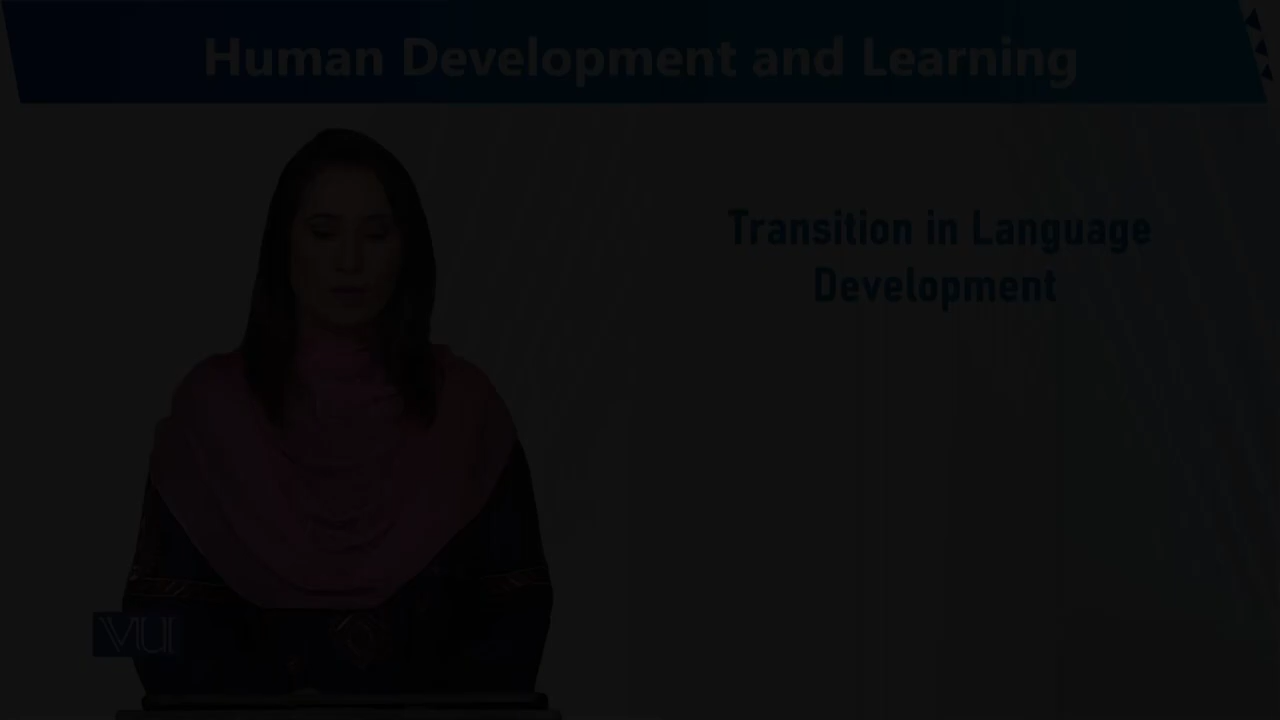 Human Development and Learning
Transition in Language
Development
VU